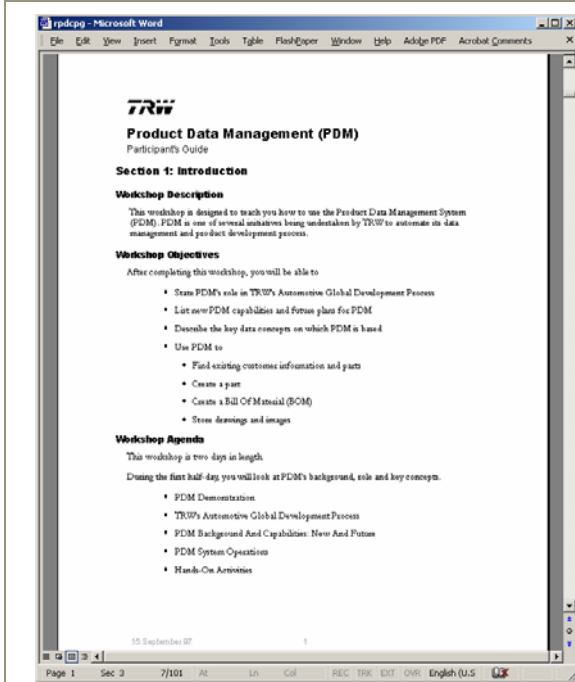 rpdcpg - Microsoft Word
File Edit View Insert Format Tools Table FlashPaper Window Help Adobe PDF Acrobat Comments
TRW
Product Data Management (PDM)
Participant's Guide
Section 1: Introduction
Workshop Description
This workshop is designed to teach you how to use the Product Data Management System
(PDM). PDM is one of several initiatives being undertaken by TRW to automate its data
management and product development process.
Workshop Objectives
After completing this workshop, you will be able to
State PDM's role in TRW's Automotive Global Development Process
List new PDM capabilities and future plans for PDM
Describe the key data concepts on which PDM is based
Use PDM to
Find existing customer information and parts
Create a part
Create a Bill Of Material (BOM)
Store drawings and images
Workshop Agenda
This workshop is two days in length.
During the first half-day, you will look at PDM's background, role and key concepts.
PDM Demonstration
TRW's Automotive Global Development Process
PDM Background And Capabilities: New And Future
PDM System Operations
Hands-On Activities
15 September 97 1
Page 1 Sec 3 7/101 At Ln Col REC TRK EXT OVR English (U.S